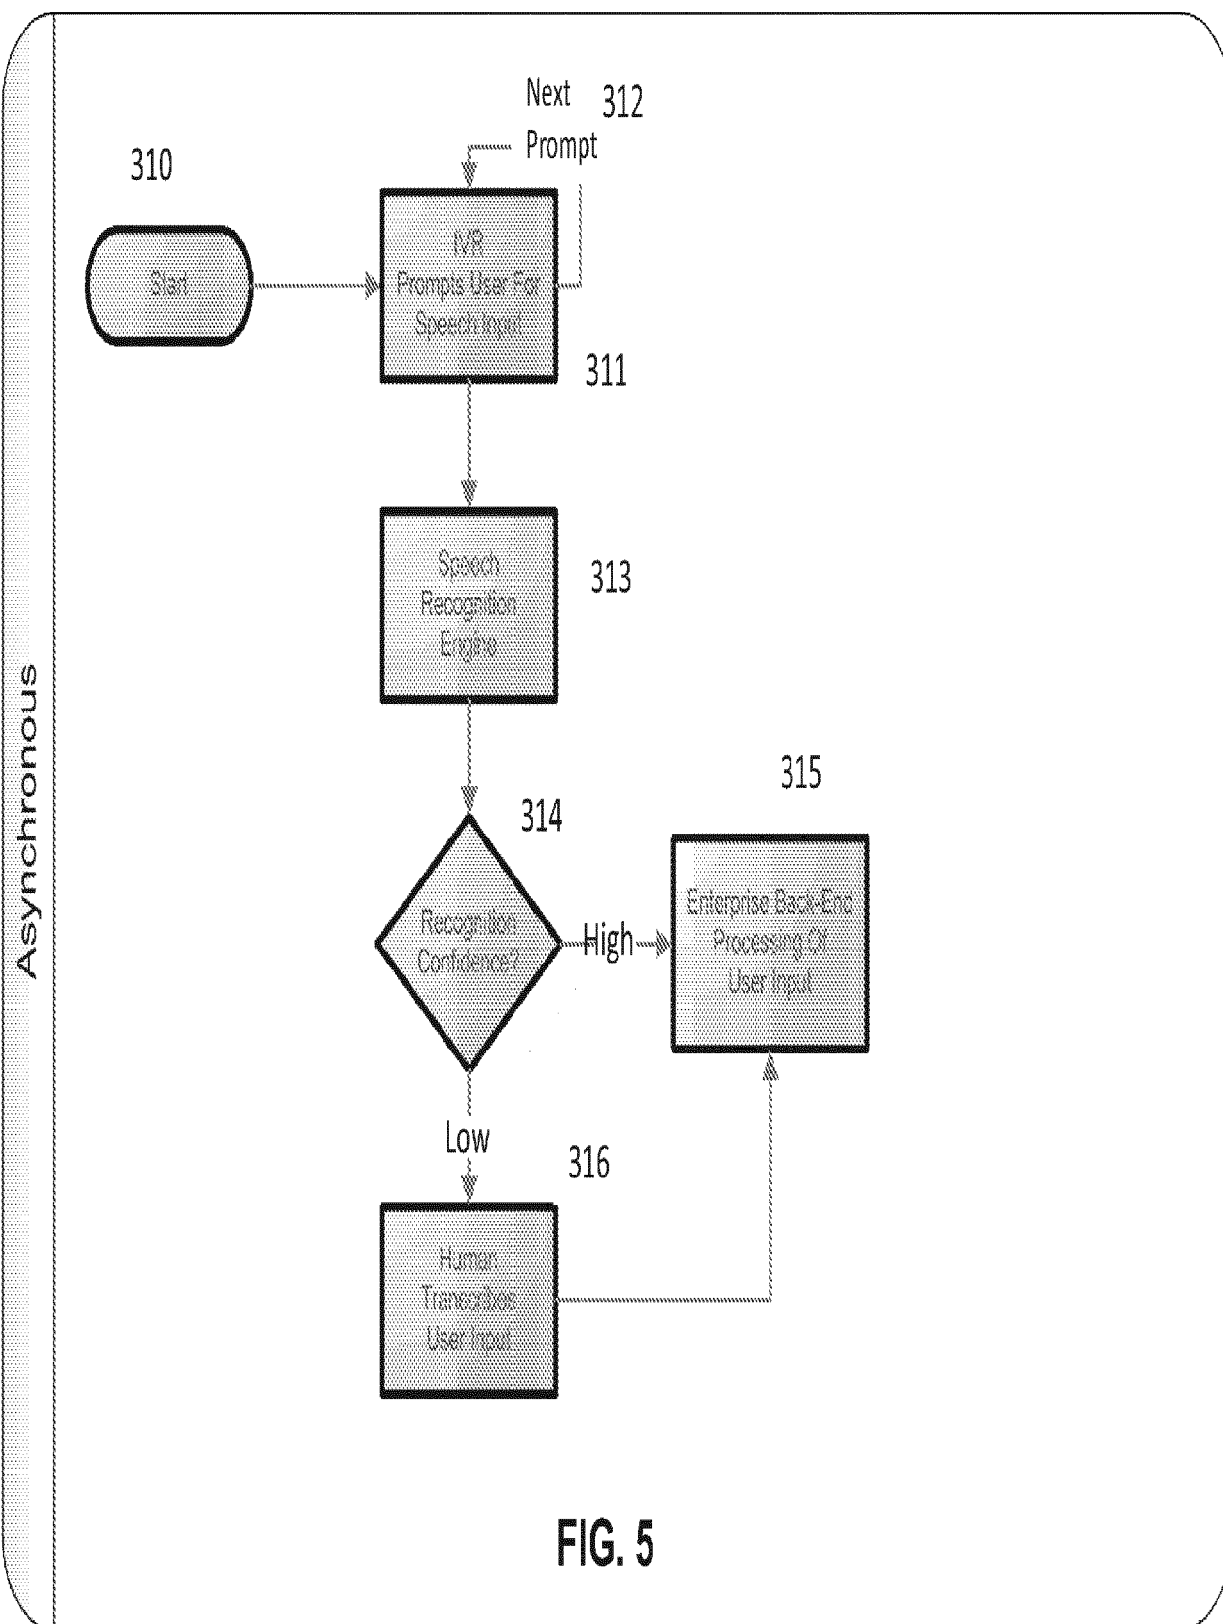 Next
312
Prompt
310
Start
IVR
Prompts User For
Speech Input
311
Speech
Recognition
Engine
313
314
Recognition
Confidence?
High
315
Enterprise Back-End
Processing Of
User Input
Low
316
Human
Transcribes
User Input
Asynchronous
FIG. 5